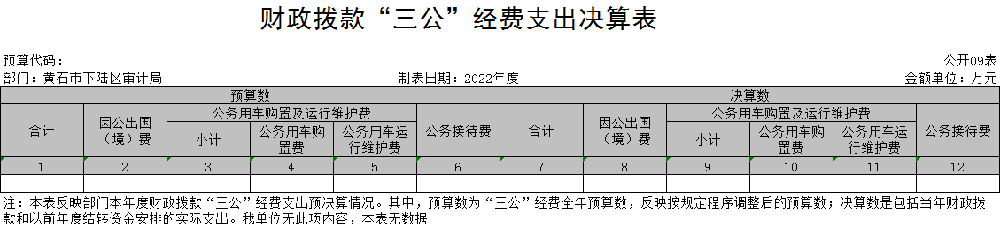 财政拨款“三公”经费支出决算表
预算代码： 公开09表
部门：黄石市下陆区审计局 制表日期：2022年度 金额单位：万元
预算数 决算数
合计 因公出国（境）费 公务用车购置及运行维护费 公务接待费 合计 因公出国（境）费 公务用车购置及运行维护费 公务接待费
小计 公务用车购置费 公务用车运行维护费 小计 公务用车购置费 公务用车运行维护费
1 2 3 4 5 6 7 8 9 10 11 12
注：本表反映部门本年度财政拨款“三公”经费支出预决算情况。其中，预算数为“三公”经费全年预算数，反映按规定程序调整后的预算数；决算数是包括当年财政拨
款和以前年度结转资金安排的实际支出。我单位无此项内容，本表无数据